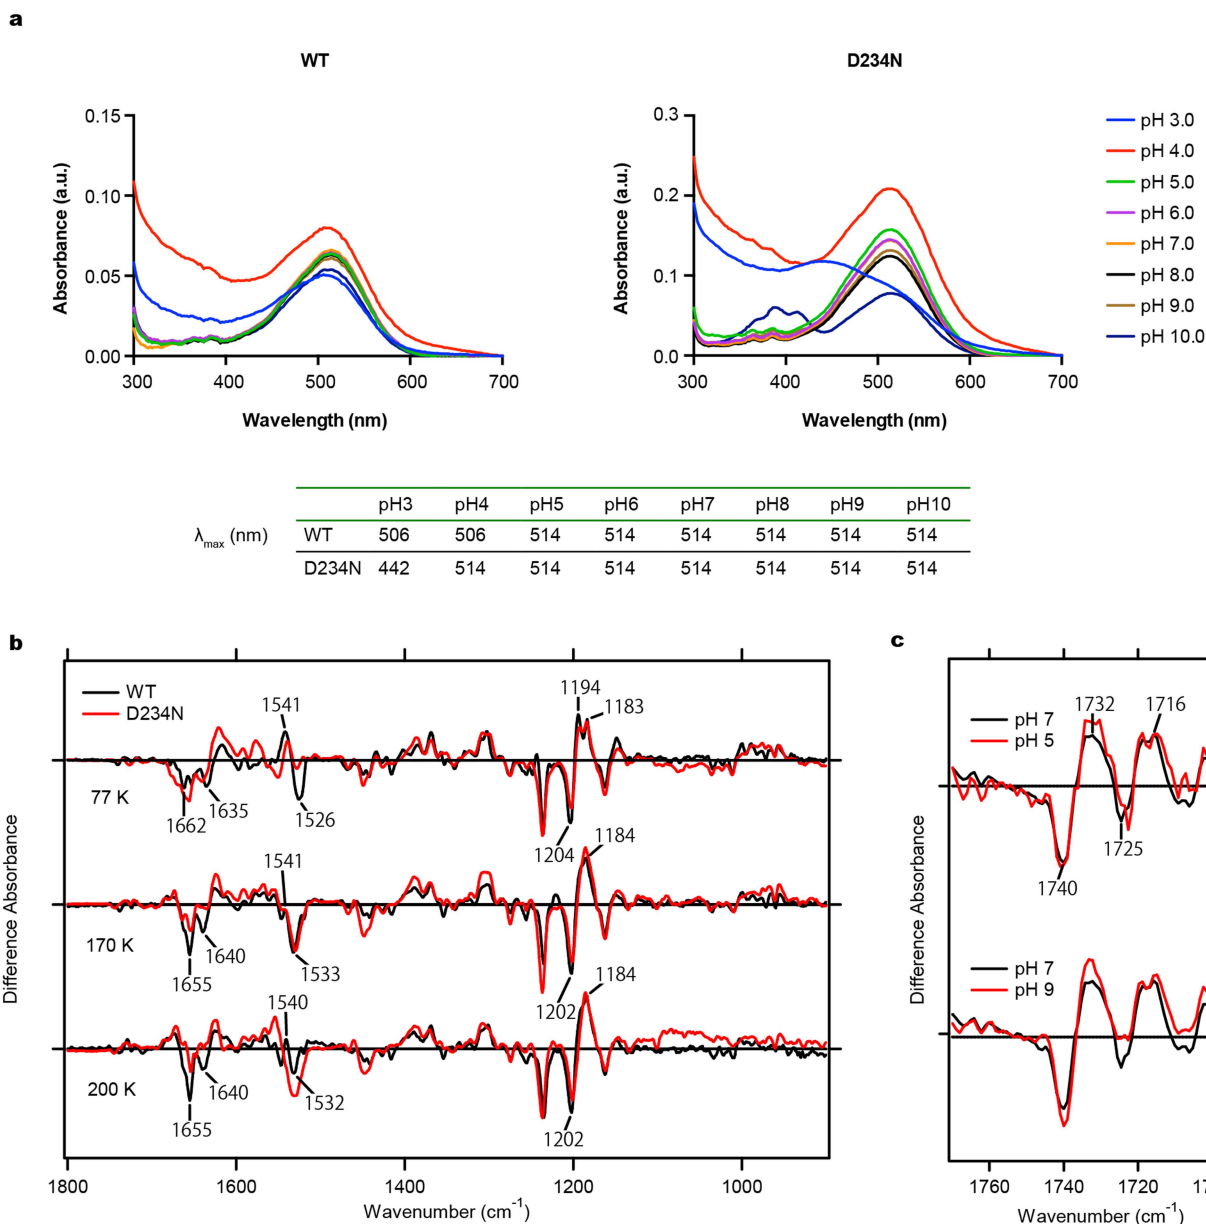 a
WT
D234N
Absorbance (a.u.)
0.15
0.10
0.05
0.00
300 400 500 600 700
Wavelength (nm)
Absorbance (a.u.)
0.3
0.2
0.1
0.0
300 400 500 600 700
Wavelength (nm)
pH 3.0
pH 4.0
pH 5.0
pH 6.0
pH 7.0
pH 8.0
pH 9.0
pH 10.0
pH3 pH4 pH5 pH6 pH7 pH8 pH9 pH10
λmax (nm) WT 506 506 514 514 514 514 514 514
D234N 442 514 514 514 514 514 514 514
b
WT
D234N
1541
1194
1183
77 K
1662
1635
1526
1204
1541
1184
170 K
1655
1640
1533
1202
1540
1184
200 K
1655
1640
1532
1202
Difference Absorbance
1800 1600 1400 1200 1000
Wavenumber (cm⁻¹)
c
pH 7
pH 5
1732
1716
1725
1740
pH 7
pH 9
Difference Absorbance
1760 1740 1720
Wavenumber (cm⁻¹)